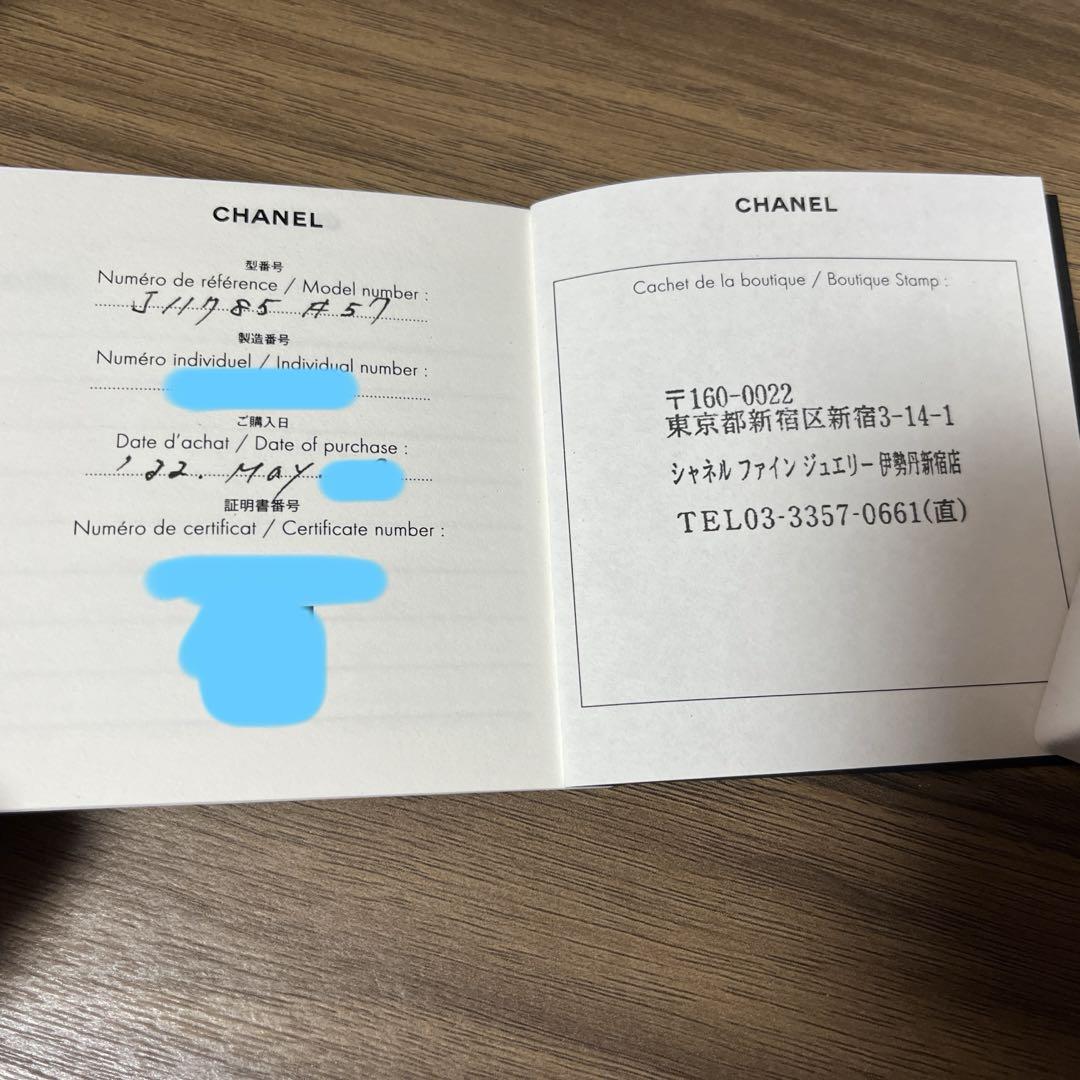 CHANEL
型番号
Numéro de référence / Model number :
J11785 #57
製造番号
Numéro individuel / Individual number :
ご購入日
Date d'achat / Date of purchase :
'22. May.
証明書番号
Numéro de certificat / Certificate number :
CHANEL
Cachet de la boutique / Boutique Stamp :
〒160-0022
東京都新宿区新宿3-14-1
シャネル ファイン ジュエリー 伊勢丹新宿店
TEL03-3357-0661(直)